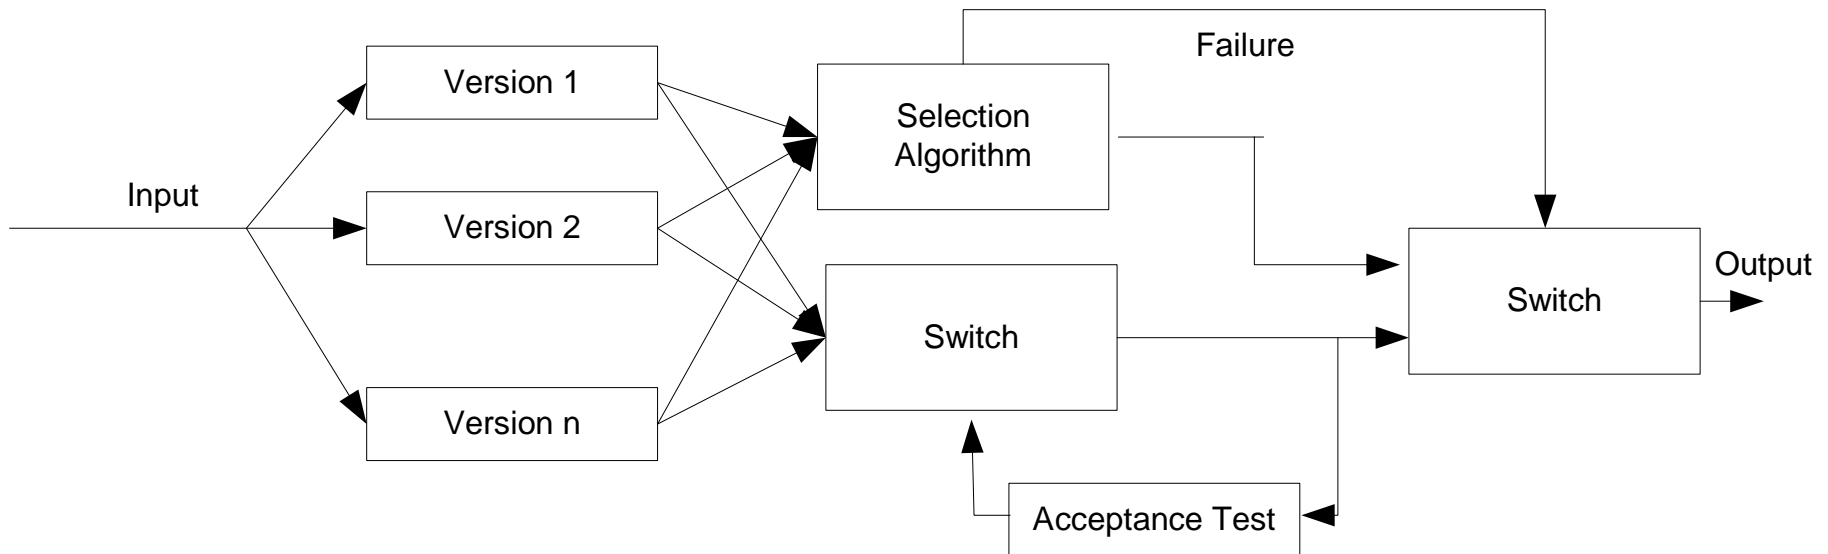 Input
Version 1
Version 2
Version n
Selection
Algorithm
Switch
Acceptance Test
Failure
Switch
Output